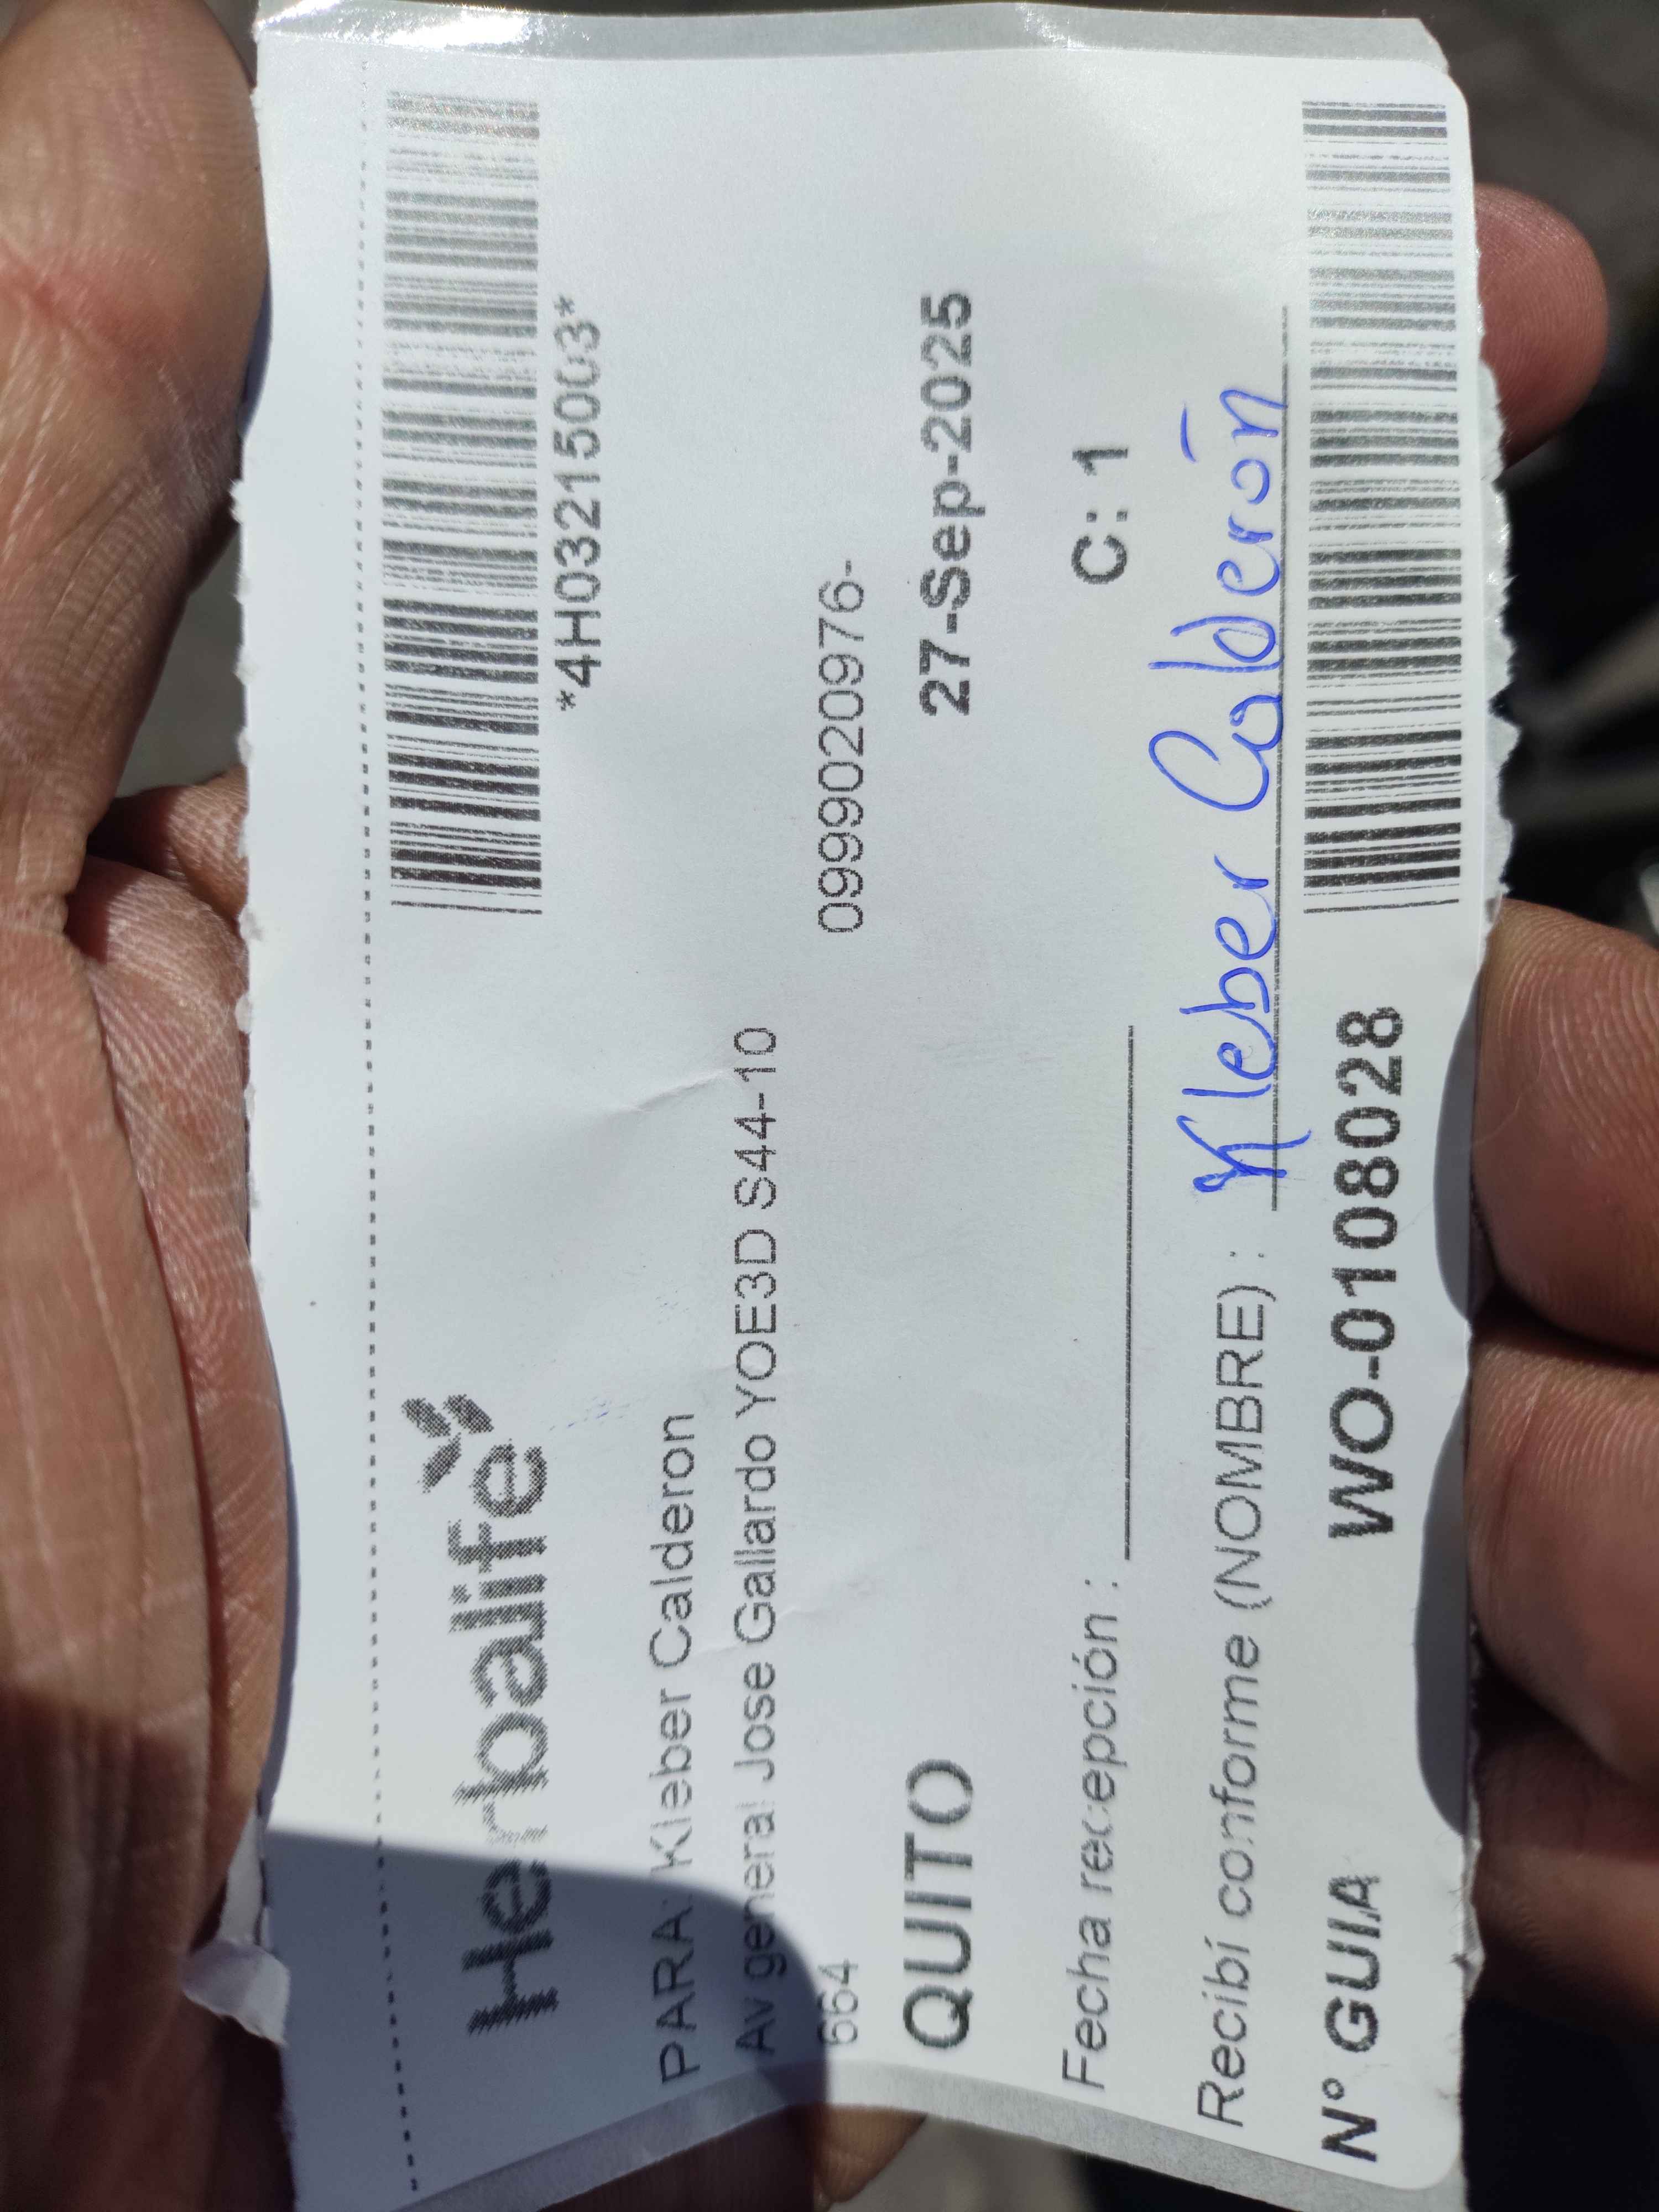 Herbalife
*4H03215003*
PARA: Kleber Calderon
Av general Jose Gallardo YOE3D S44-10
664 0999020976-
QUITO 27-Sep-2025
Fecha recepción : C: 1
Recibí conforme (NOMBRE) : Kleber Calderón
N° GUIA WO-0108028